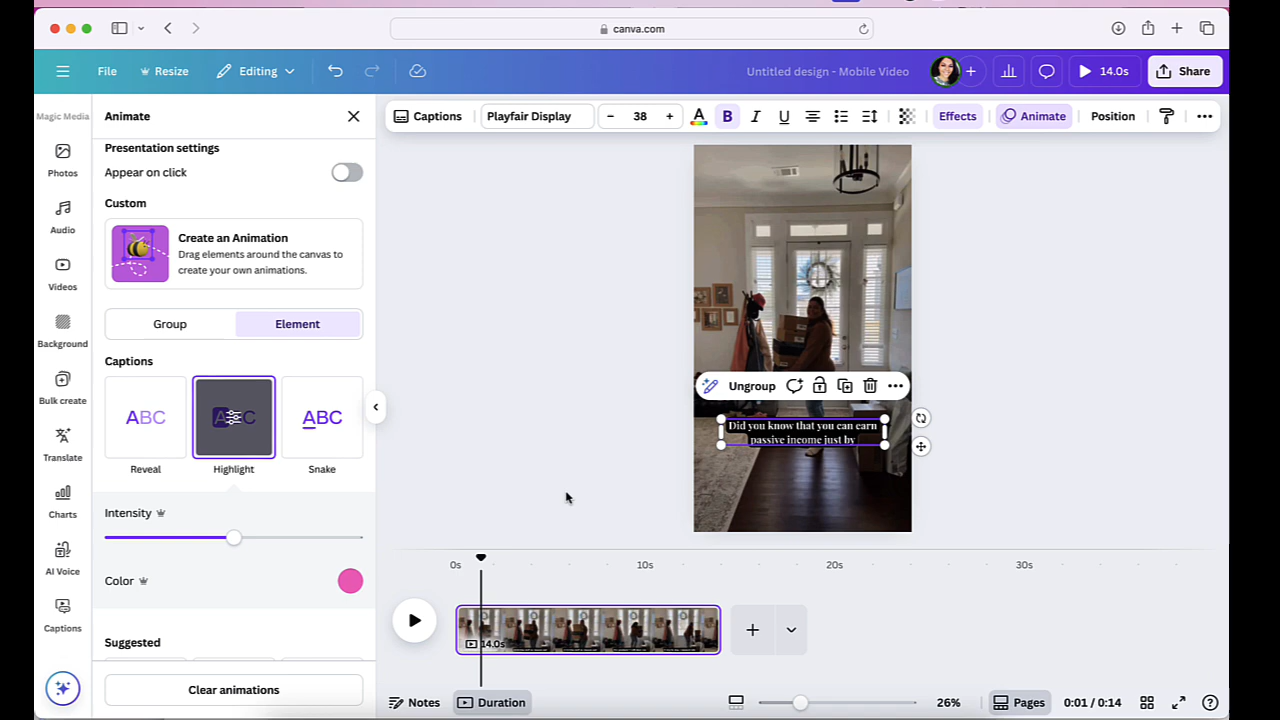 canva.com
File
Resize
Editing
Untitled design - Mobile Video
14.0s
Share
Magic Media
Photos
Audio
Videos
Background
Bulk create
Translate
Charts
AI Voice
Captions
Animate
Presentation settings
Appear on click
Custom
Create an Animation
Drag elements around the canvas to
create your own animations.
Group
Element
Captions
ABC
ABC
ABC
Reveal
Highlight
Snake
Intensity
Color
Suggested
Clear animations
Captions
Playfair Display
38
A
B
I
U
Effects
Animate
Position
Ungroup
Did you know that you can earn
passive income just by
0s
10s
20s
30s
14.0s
Notes
Duration
26%
Pages
0:01 / 0:14